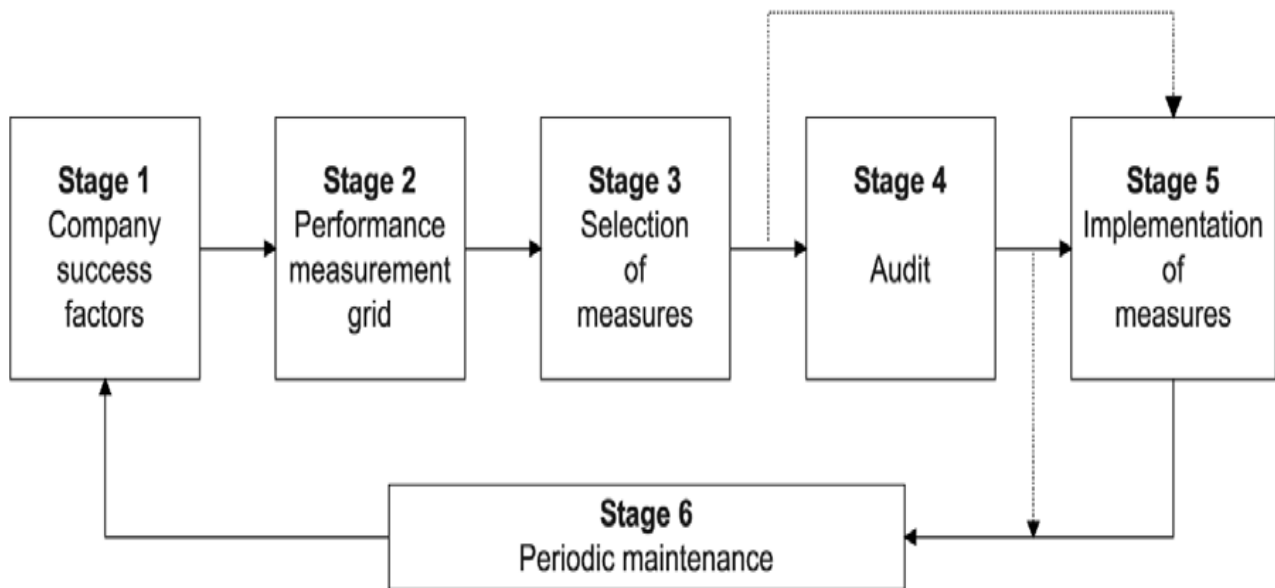 Stage 1
Company
success
factors
Stage 2
Performance
measurement
grid
Stage 3
Selection
of
measures
Stage 4
Audit
Stage 5
Implementation
of
measures
Stage 6
Periodic maintenance